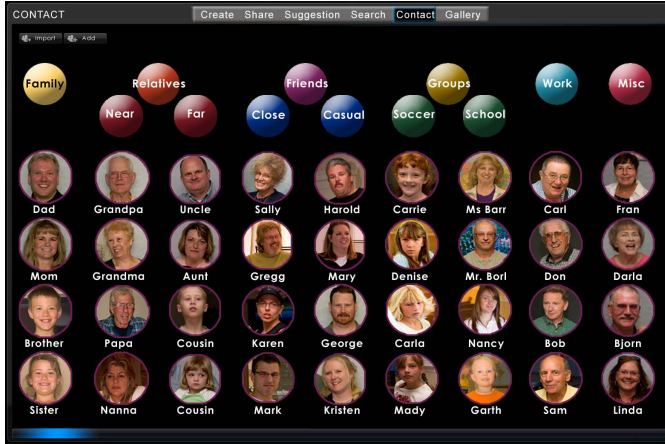 CONTACT
Create Share Suggestion Search Contact Gallery
Import Add
Family Relatives Friends Groups Work Misc
Near Far Close Casual Soccer School
Dad Grandpa Uncle Sally Harold Carrie Ms Barr Carl Fran
Mom Grandma Aunt Gregg Mary Denise Mr. Borl Don Darla
Brother Papa Cousin Karen George Carla Nancy Bob Bjorn
Sister Nanna Cousin Mark Kristen Mady Garth Sam Linda